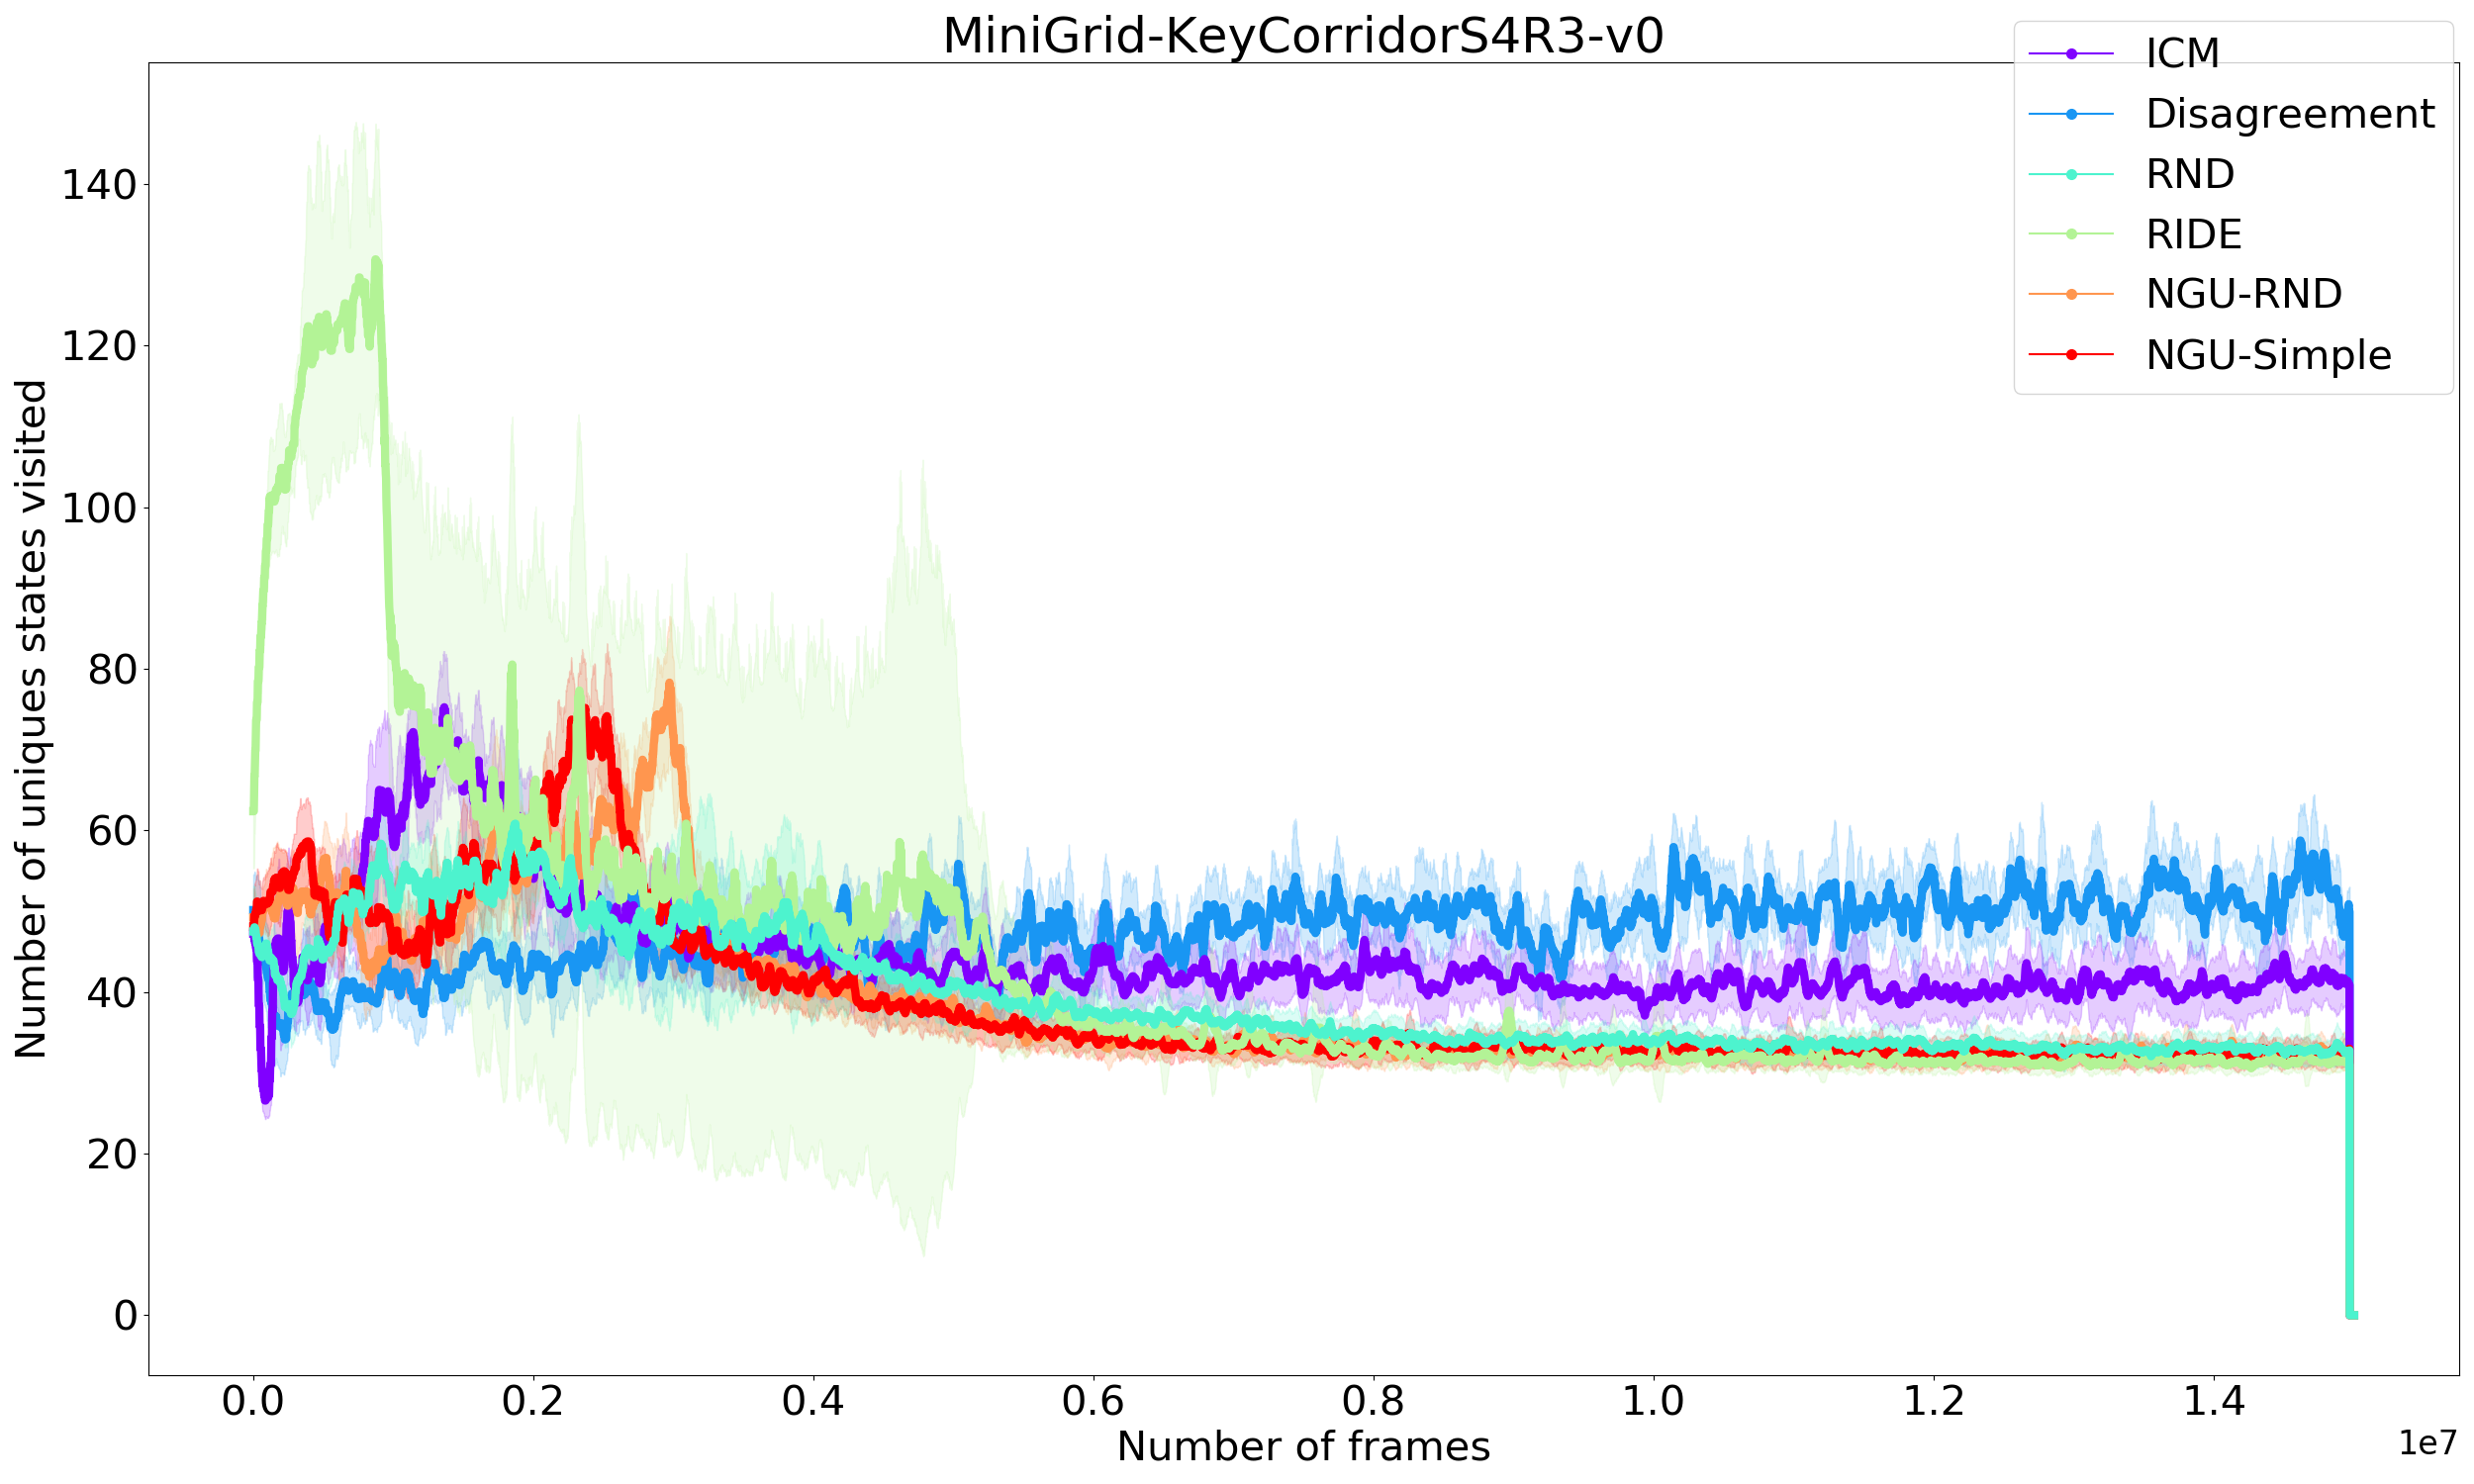 MiniGrid-KeyCorridorS4R3-v0
ICM
Disagreement
RND
RIDE
NGU-RND
NGU-Simple
Number of uniques states visited
140
120
100
80
60
40
20
0
0.0 0.2 0.4 0.6 0.8 1.0 1.2 1.4
1e7
Number of frames